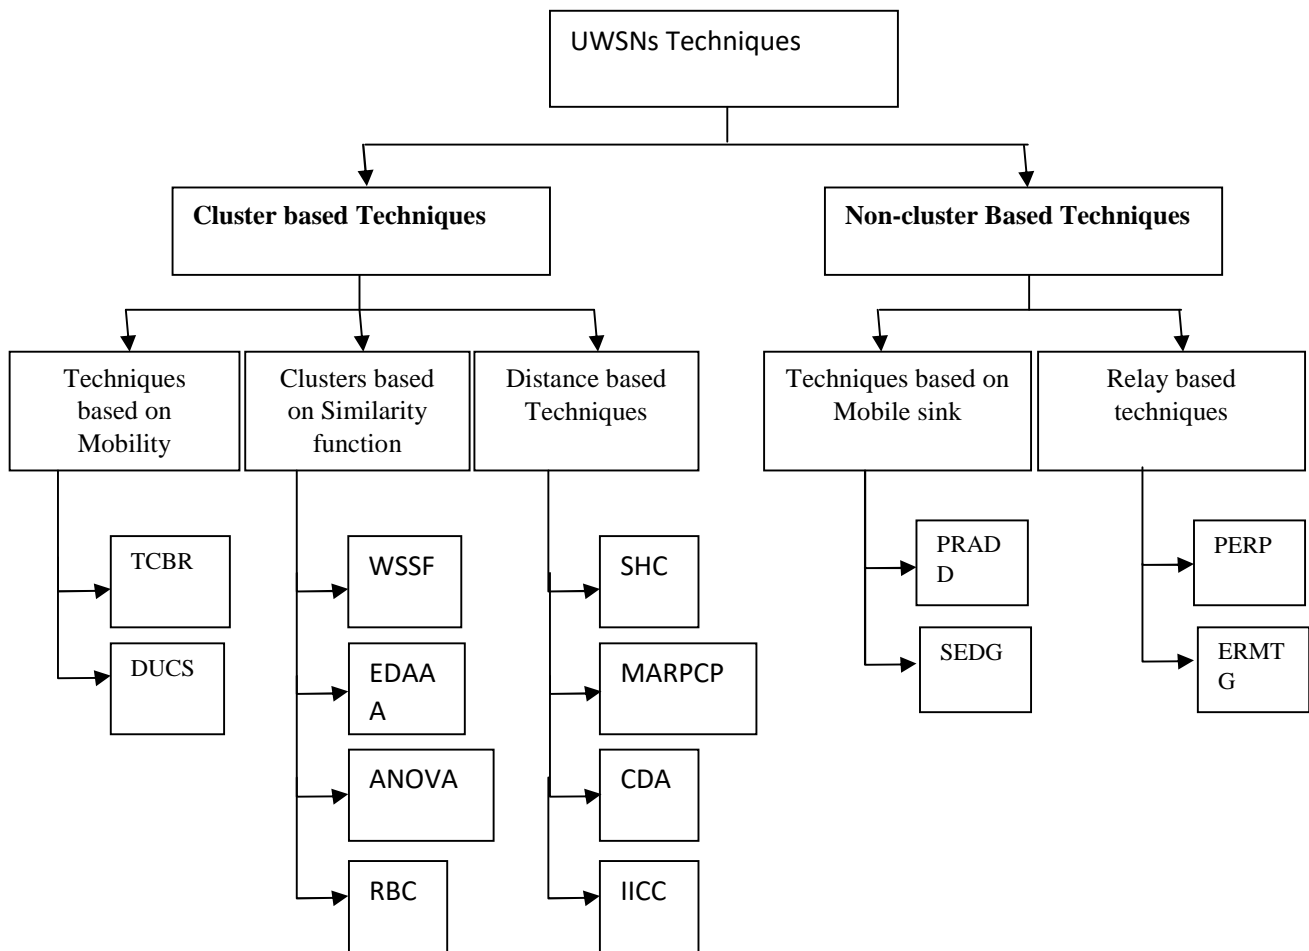 UWSNs Techniques
Cluster based Techniques
Non-cluster Based Techniques
Techniques
based on
Mobility
Clusters based
on Similarity
function
Distance based
Techniques
Techniques based on
Mobile sink
Relay based
techniques
TCBR
DUCS
WSSF
EDAA
A
ANOVA
RBC
SHC
MARPCP
CDA
IICC
PRAD
D
SEDG
PERP
ERMT
G